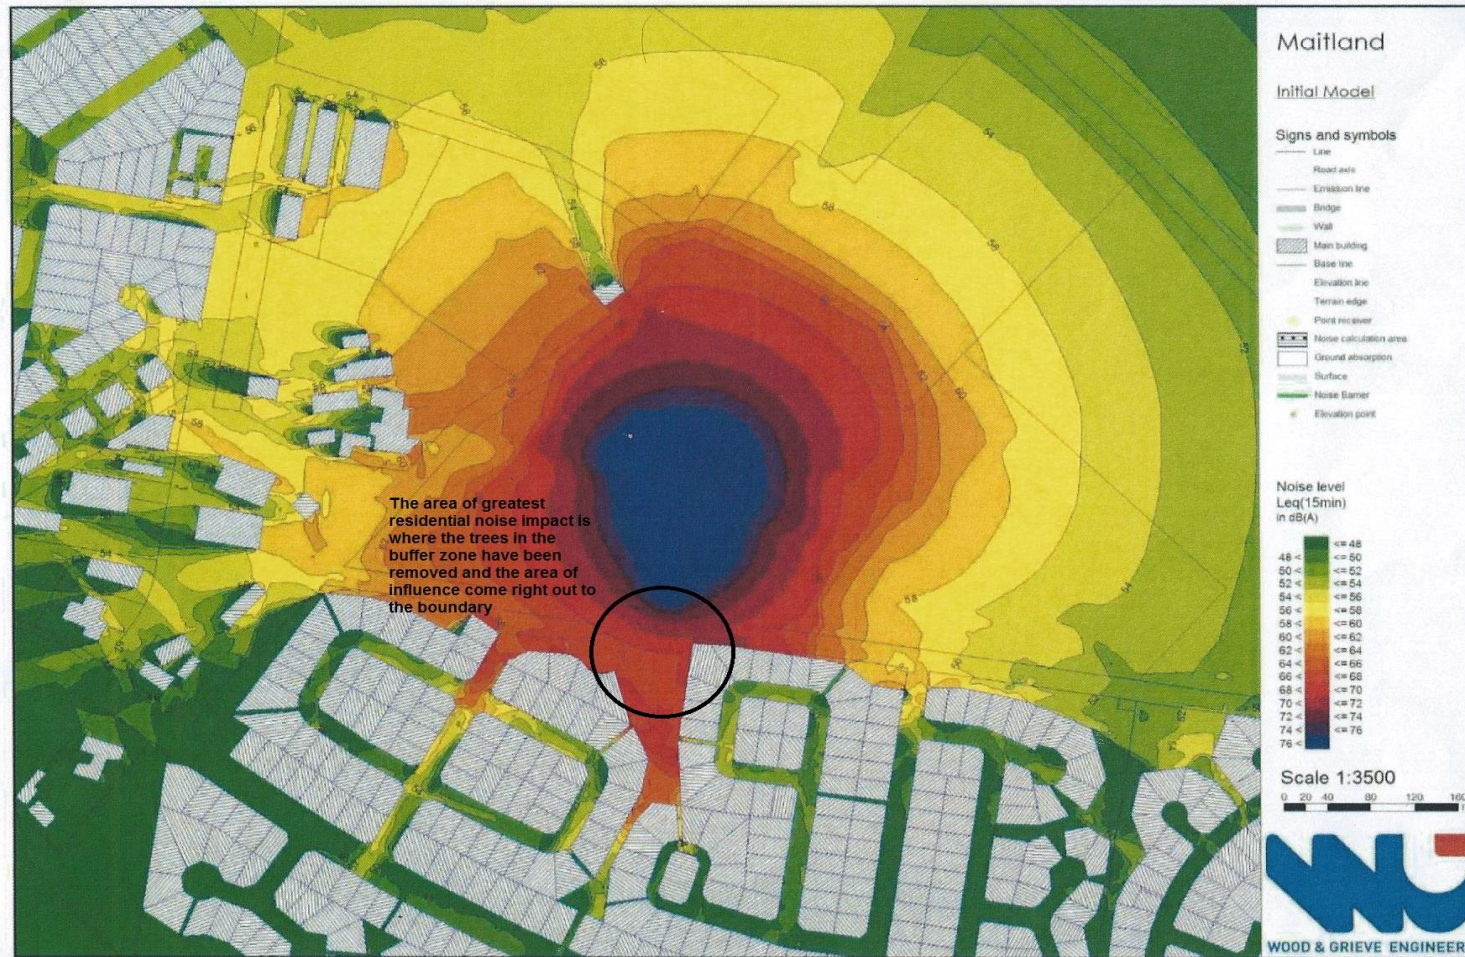 Maitland
Initial Model
Signs and symbols
Line
Road axis
Emission line
Bridge
Wall
Main building
Base line
Elevation line
Terrain edge
Point receiver
Noise calculation area
Ground absorption
Surface
Noise Barrier
Elevation point
Noise level
Leq(15min)
in dB(A)
<= 48
48 < <= 50
50 < <= 52
52 < <= 54
54 < <= 56
56 < <= 58
58 < <= 60
60 < <= 62
62 < <= 64
64 < <= 66
66 < <= 68
68 < <= 70
70 < <= 72
72 < <= 74
74 < <= 76
76 <
Scale 1:3500
0 20 40 80 120 160
WOOD & GRIEVE ENGINEER
The area of greatest
residential noise impact is
where the trees in the
buffer zone have been
removed and the area of
influence come right out to
the boundary